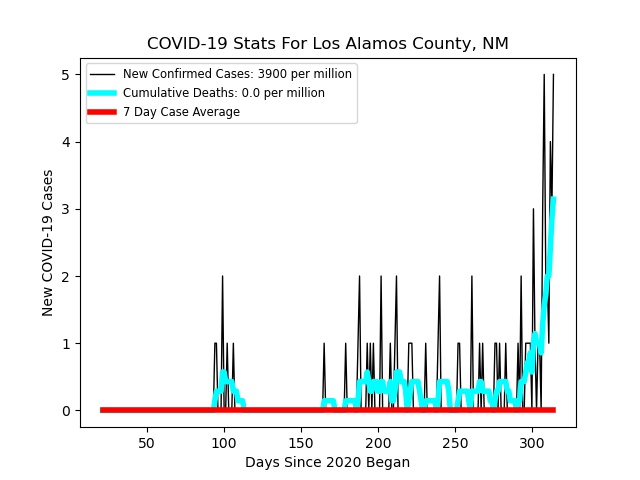 COVID-19 Stats For Los Alamos County, NM
New Confirmed Cases: 3900 per million
Cumulative Deaths: 0.0 per million
7 Day Case Average
New COVID-19 Cases
5
4
3
2
1
0
50 100 150 200 250 300
Days Since 2020 Began